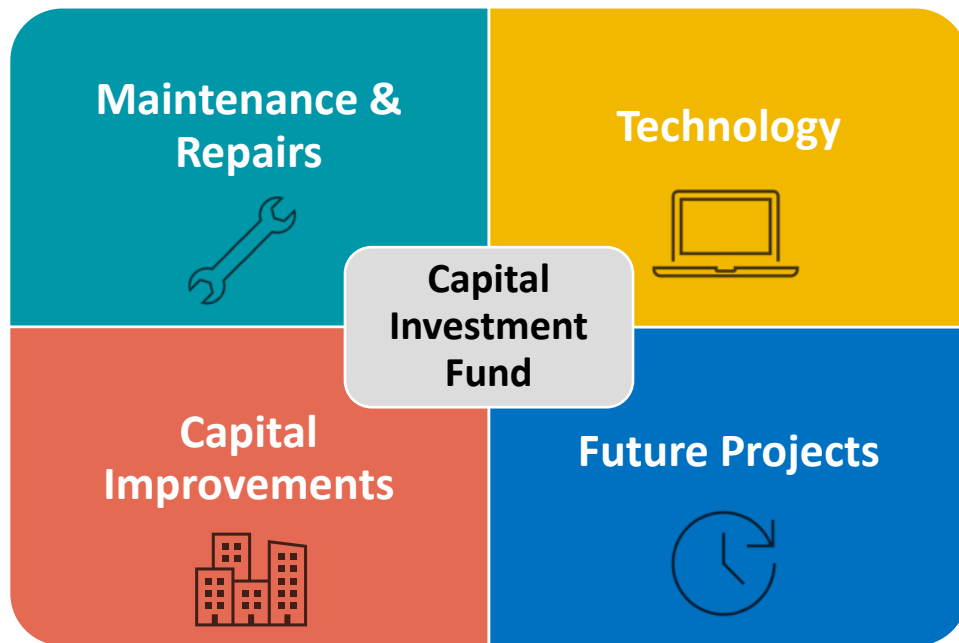 Maintenance &
Repairs
Technology
Capital
Investment
Fund
Capital
Improvements
Future Projects